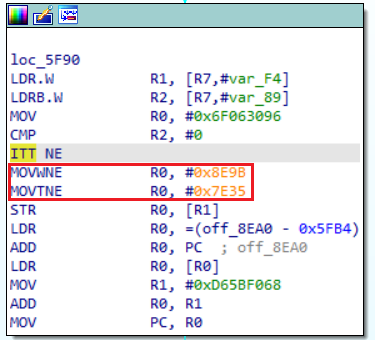 loc_5F90
LDR.W R1, [R7,#var_F4]
LDRB.W R2, [R7,#var_89]
MOV R0, #0x6F063096
CMP R2, #0
ITT NE
MOVWNE R0, #0x8E9B
MOVTNE R0, #0x7E35
STR R0, [R1]
LDR R0, =(off_8EA0 - 0x5FB4)
ADD R0, PC ; off_8EA0
LDR R0, [R0]
MOV R1, #0xD65BF068
ADD R0, R1
MOV PC, R0